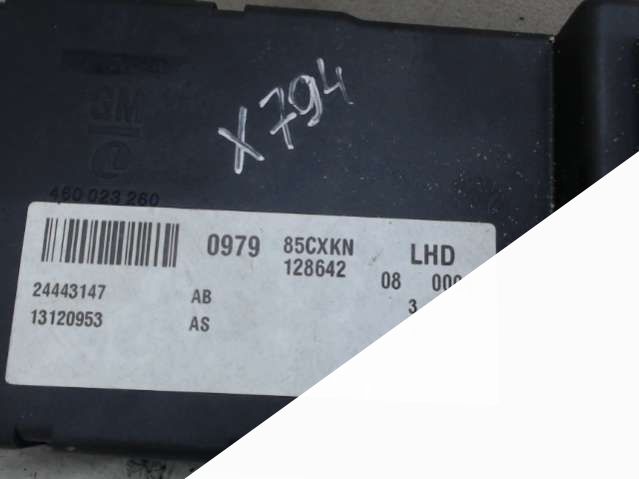 X794
GM
460 023 260
0979 85CXKN LHD
128642 08
24443147 AB 3
13120953 AS